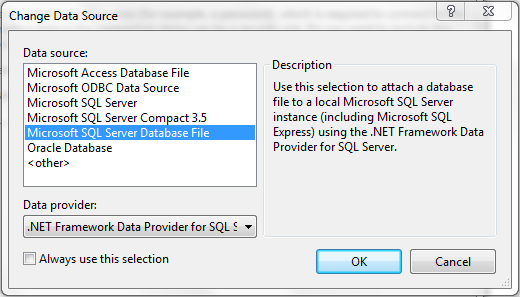 Change Data Source
Data source:
Microsoft Access Database File
Microsoft ODBC Data Source
Microsoft SQL Server
Microsoft SQL Server Compact 3.5
Microsoft SQL Server Database File
Oracle Database
<other>
Description
Use this selection to attach a database
file to a local Microsoft SQL Server
instance (including Microsoft SQL
Express) using the .NET Framework Data
Provider for SQL Server.
Data provider:
.NET Framework Data Provider for SQL S
Always use this selection
OK
Cancel